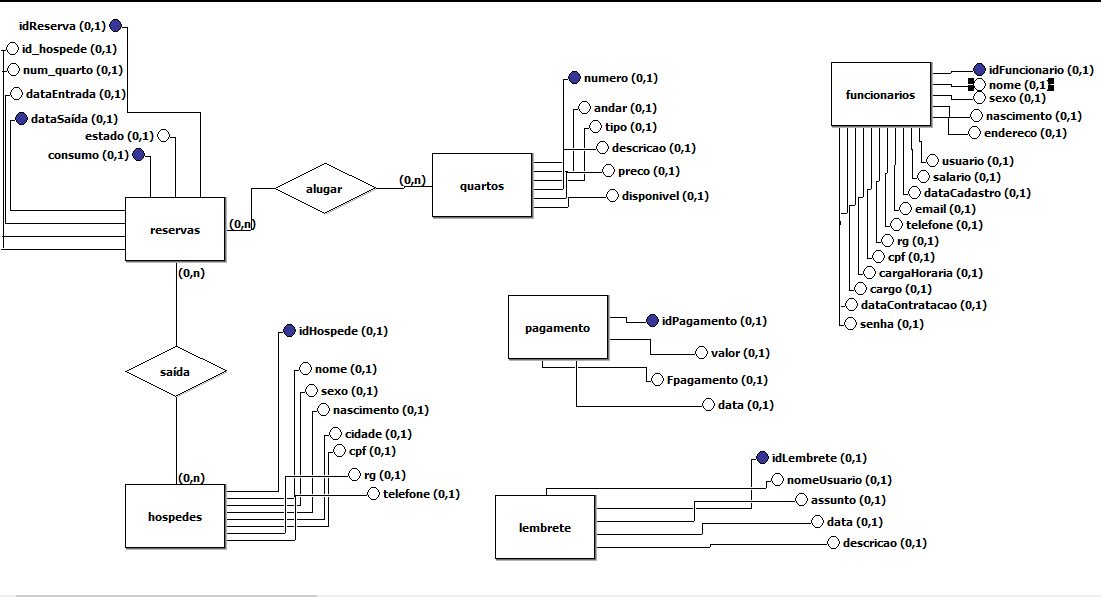 idReserva (0,1)
id_hospede (0,1)
num_quarto (0,1)
dataEntrada (0,1)
dataSaída (0,1)
estado (0,1)
consumo (0,1)
reservas
(0,n)
alugar
(0,n)
quartos
numero (0,1)
andar (0,1)
tipo (0,1)
descricao (0,1)
preco (0,1)
disponivel (0,1)
funcionarios
idFuncionario (0,1)
nome (0,1)
sexo (0,1)
nascimento (0,1)
endereco (0,1)
usuario (0,1)
salario (0,1)
dataCadastro (0,1)
email (0,1)
telefone (0,1)
rg (0,1)
cpf (0,1)
cargaHoraria (0,1)
cargo (0,1)
dataContratacao (0,1)
senha (0,1)
(0,n)
saída
(0,n)
hospedes
idHospede (0,1)
nome (0,1)
sexo (0,1)
nascimento (0,1)
cidade (0,1)
cpf (0,1)
rg (0,1)
telefone (0,1)
pagamento
idPagamento (0,1)
valor (0,1)
Fpagamento (0,1)
data (0,1)
lembrete
idLembrete (0,1)
nomeUsuario (0,1)
assunto (0,1)
data (0,1)
descricao (0,1)